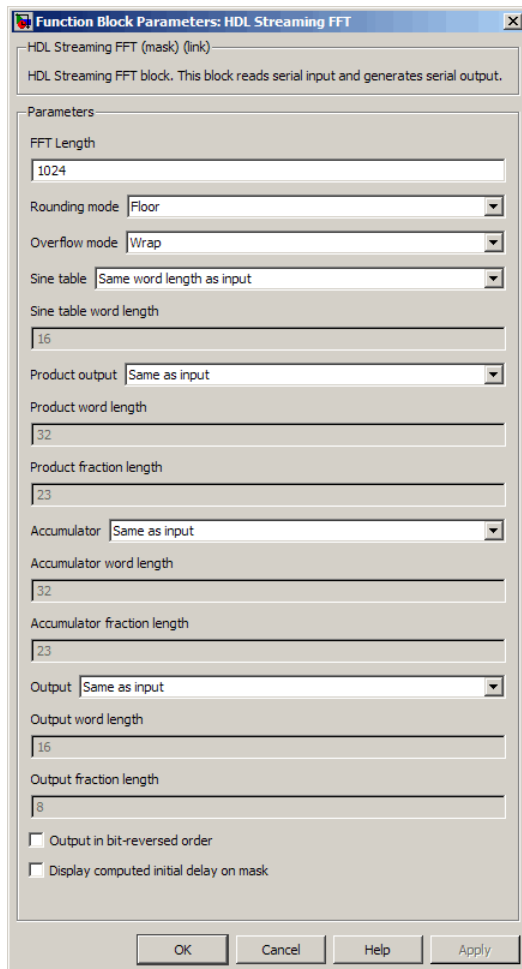 Function Block Parameters: HDL Streaming FFT
HDL Streaming FFT (mask) (link)
HDL Streaming FFT block. This block reads serial input and generates serial output.
Parameters
FFT Length
1024
Rounding mode Floor
Overflow mode Wrap
Sine table Same word length as input
Sine table word length
16
Product output Same as input
Product word length
32
Product fraction length
23
Accumulator Same as input
Accumulator word length
32
Accumulator fraction length
23
Output Same as input
Output word length
16
Output fraction length
8
Output in bit-reversed order
Display computed initial delay on mask
OK Cancel Help Apply